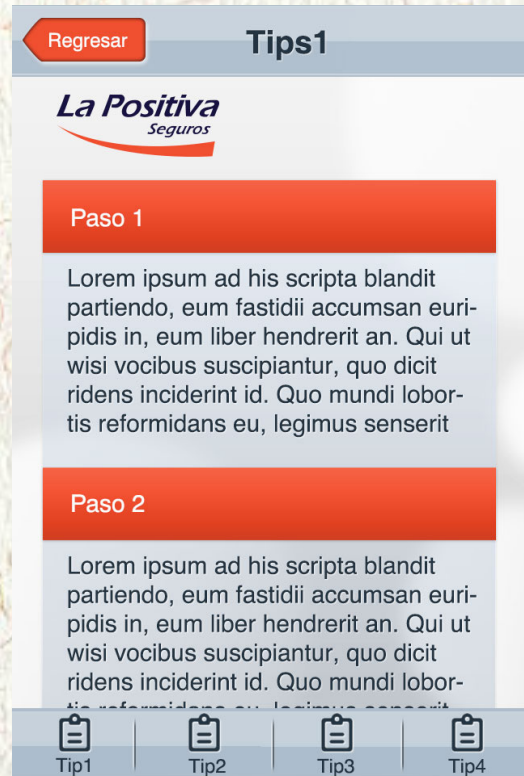 Regresar
Tips1
La Positiva
Seguros
Paso 1
Lorem ipsum ad his scripta blandit
partiendo, eum fastidii accumsan euri-
pidis in, eum liber hendrerit an. Qui ut
wisi vocibus suscipiantur, quo dicit
ridens inciderint id. Quo mundi lobor-
tis reformidans eu, legimus senserit
Paso 2
Lorem ipsum ad his scripta blandit
partiendo, eum fastidii accumsan euri-
pidis in, eum liber hendrerit an. Qui ut
wisi vocibus suscipiantur, quo dicit
ridens inciderint id. Quo mundi lobor-
Tip1 Tip2 Tip3 Tip4